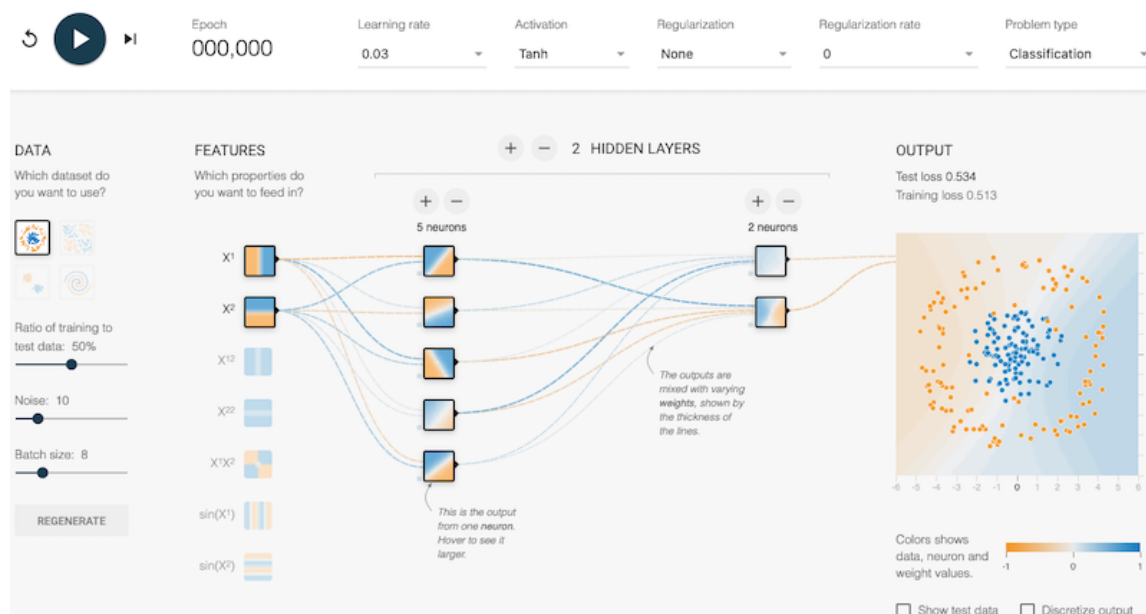 Epoch
000,000
Learning rate
0.03
Activation
Tanh
Regularization
None
Regularization rate
0
Problem type
Classification
DATA
Which dataset do
you want to use?
Ratio of training to
test data: 50%
Noise: 10
Batch size: 8
REGENERATE
FEATURES
Which properties do
you want to feed in?
X1
X2
X12
X22
X1X2
sin(X1)
sin(X2)
+ − 2 HIDDEN LAYERS
+ −
5 neurons
+ −
2 neurons
This is the output
from one neuron.
Hover to see it
larger.
The outputs are
mixed with varying
weights, shown by
the thickness of
the lines.
OUTPUT
Test loss 0.534
Training loss 0.513
-6 -5 -4 -3 -2 -1 0 1 2 3 4 5 6
Colors shows
data, neuron and
weight values.
-1 0 1
Show test data
Discretize output